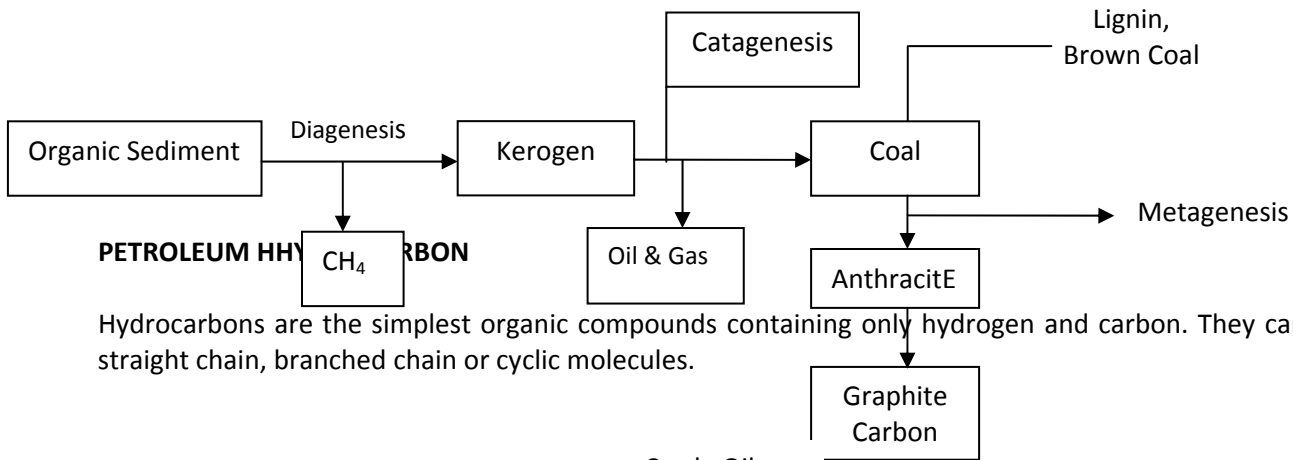 Catagenesis
Lignin,
Brown Coal
Organic Sediment
Diagenesis
Kerogen
Coal
Metagenesis
CH₄
Oil & Gas
AnthracitE
PETROLEUM
Hydrocarbons are the simplest organic compounds containing only hydrogen and carbon. They
straight chain, branched chain or cyclic molecules.
Graphite
Carbon